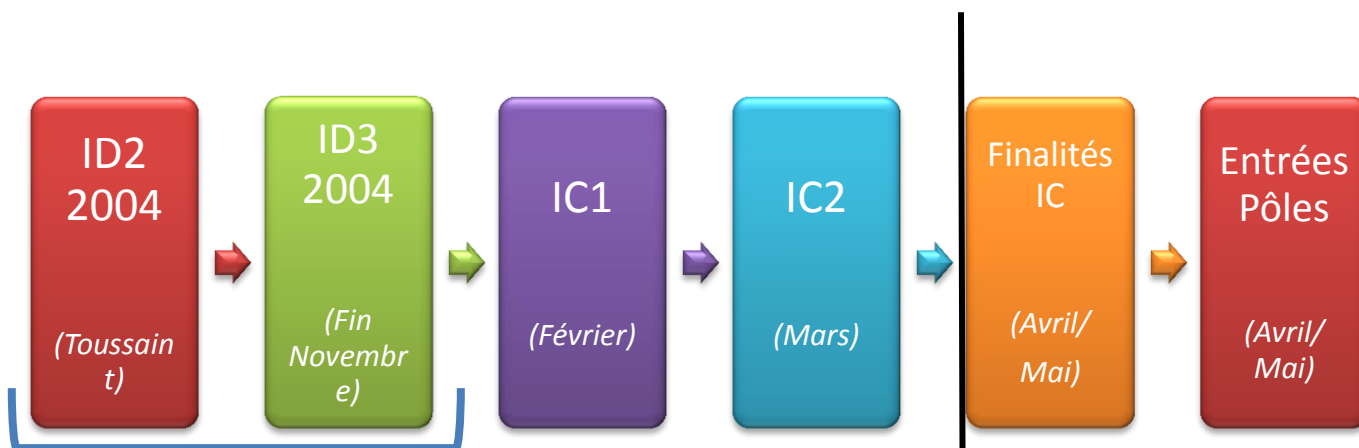 ID2
2004
(Toussain
t)
ID3
2004
(Fin
Novembr
e)
IC1
(Février)
IC2
(Mars)
Finalités
IC
(Avril/
Mai)
Entrées
Pôles
(Avril/
Mai)